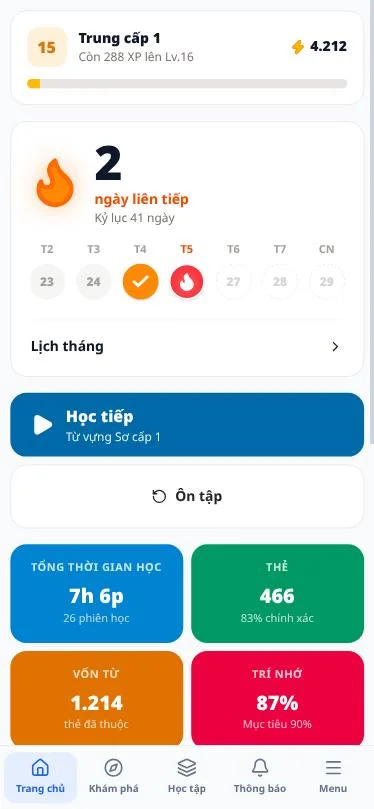 15
Trung cấp 1
Còn 288 XP lên Lv.16
4.212
2
ngày liên tiếp
Kỷ lục 41 ngày
T2 T3 T4 T5 T6 T7 CN
23 24 27 28 29
Lịch tháng
Học tiếp
Từ vựng Sơ cấp 1
Ôn tập
TỔNG THỜI GIAN HỌC
7h 6p
26 phiên học
THẺ
466
83% chính xác
VỐN TỪ
1.214
thẻ đã thuộc
TRÍ NHỚ
87%
Mục tiêu 90%
Trang chủ Khám phá Học tập Thông báo Menu